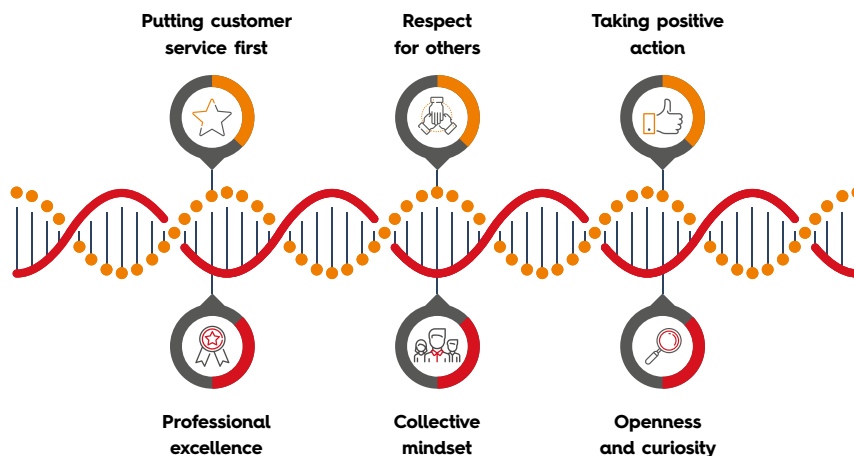 Putting customer
service first
Respect
for others
Taking positive
action
Professional
excellence
Collective
mindset
Openness
and curiosity